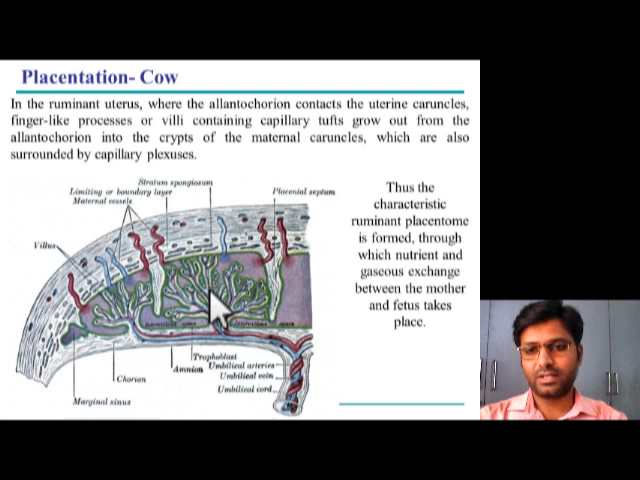 Placentation- Cow
In the ruminant uterus, where the allantochorion contacts the uterine caruncles,
finger-like processes or villi containing capillary tufts grow out from the
allantochorion into the crypts of the maternal caruncles, which are also
surrounded by capillary plexuses.
Stratum spongiosum
Limiting or boundary layer
Placental septum
Maternal vessels
Villus
Thus the
characteristic
ruminant placentome
is formed, through
which nutrient and
gaseous exchange
between the mother
and fetus takes
place.
Trophoblast
Amnion
Umbilical arteries
Umbilical vein
Chorion
Umbilical cord
Marginal sinus